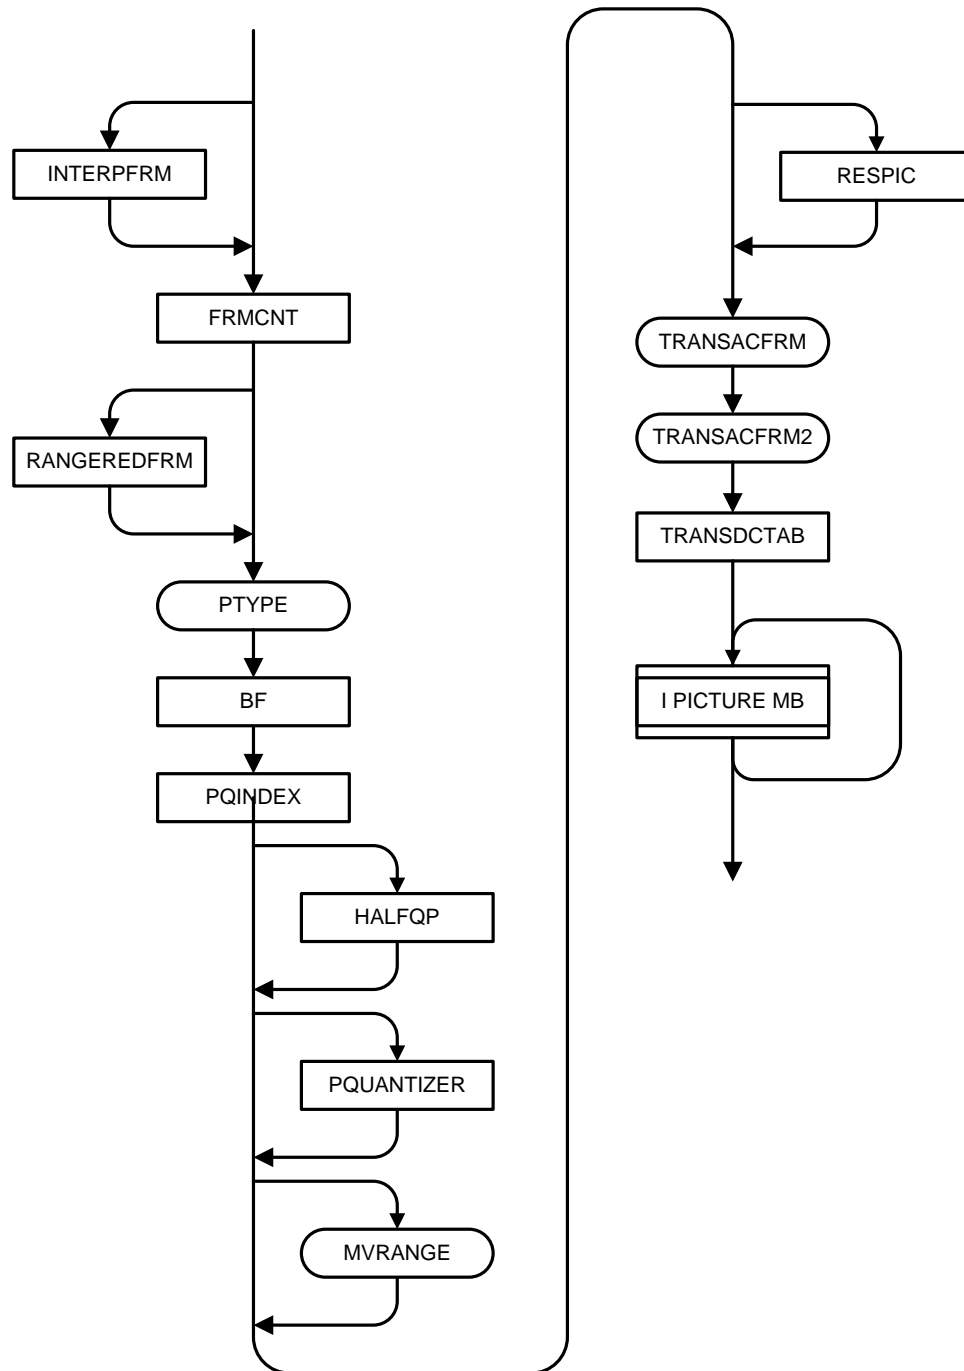 INTERPFRM
FRMCNT
RANGEREDFRM
PTYPE
BF
PQINDEX
HALFQP
PQUANTIZER
MVRANGE
RESPIC
TRANSACFRM
TRANSACFRM2
TRANSDCTAB
I PICTURE MB